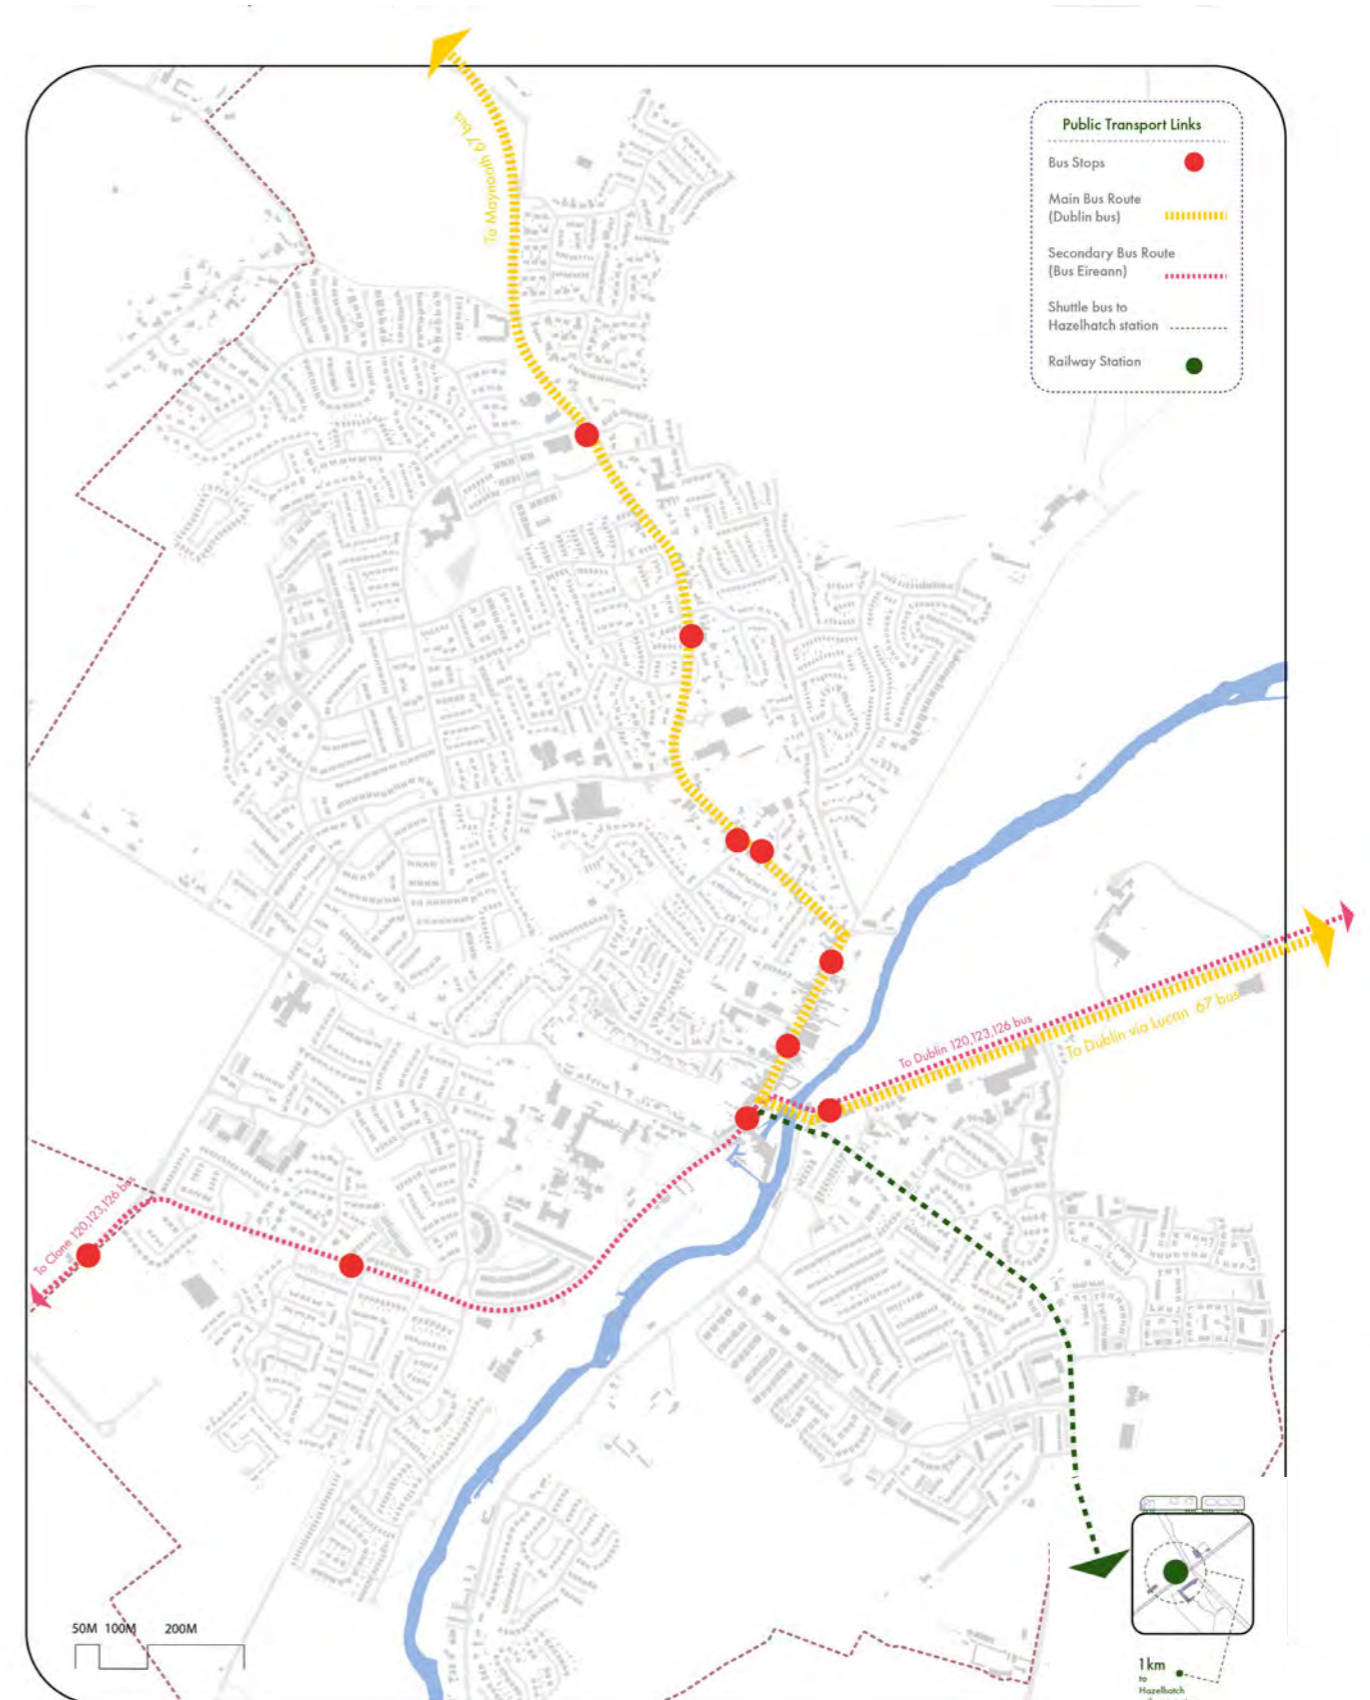 To Maynooth 67 bus
Public Transport Links
Bus Stops
Main Bus Route
(Dublin bus)
Secondary Bus Route
(Bus Eireann)
Shuttle bus to
Hazelhatch station
Railway Station
To Dublin 120,123,126 bus
To Dublin via Lucan 67 bus
To Clone 120,123,126 bus
50M 100M 200M
1km
to
Hazelhatch